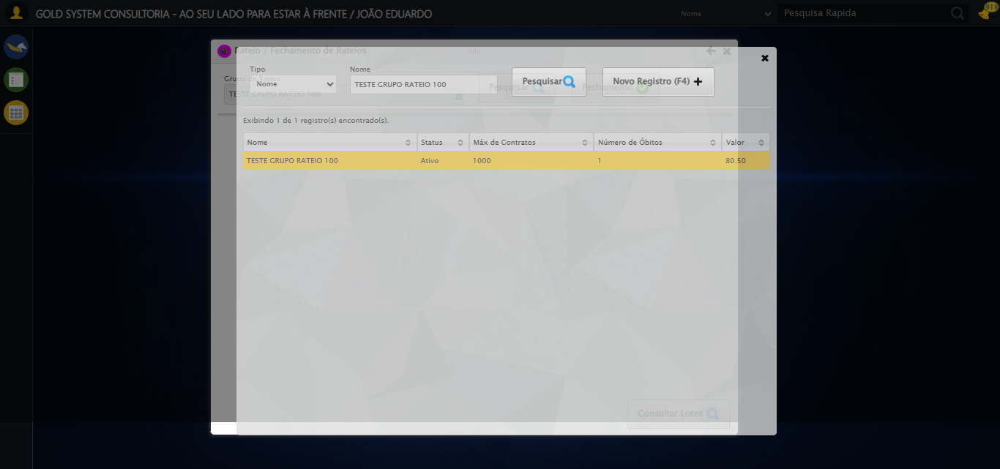 GOLD SYSTEM CONSULTORIA - AO SEU LADO PARA ESTAR À FRENTE / JOÃO EDUARDO
Nome
Pesquisa Rapida
918
Rateio / Fechamento de Rateios
Grupo de Rateio
TESTE GRUPO RATEIO 100
Pesquisar
Fechamento
Tipo
Nome
Nome
TESTE GRUPO RATEIO 100
Pesquisar
Novo Registro (F4)
Exibindo 1 de 1 registro(s) encontrado(s).
Nome Status Máx de Contratos Número de Óbitos Valor
TESTE GRUPO RATEIO 100 Ativo 1000 1 80.50
Consultar Lotes